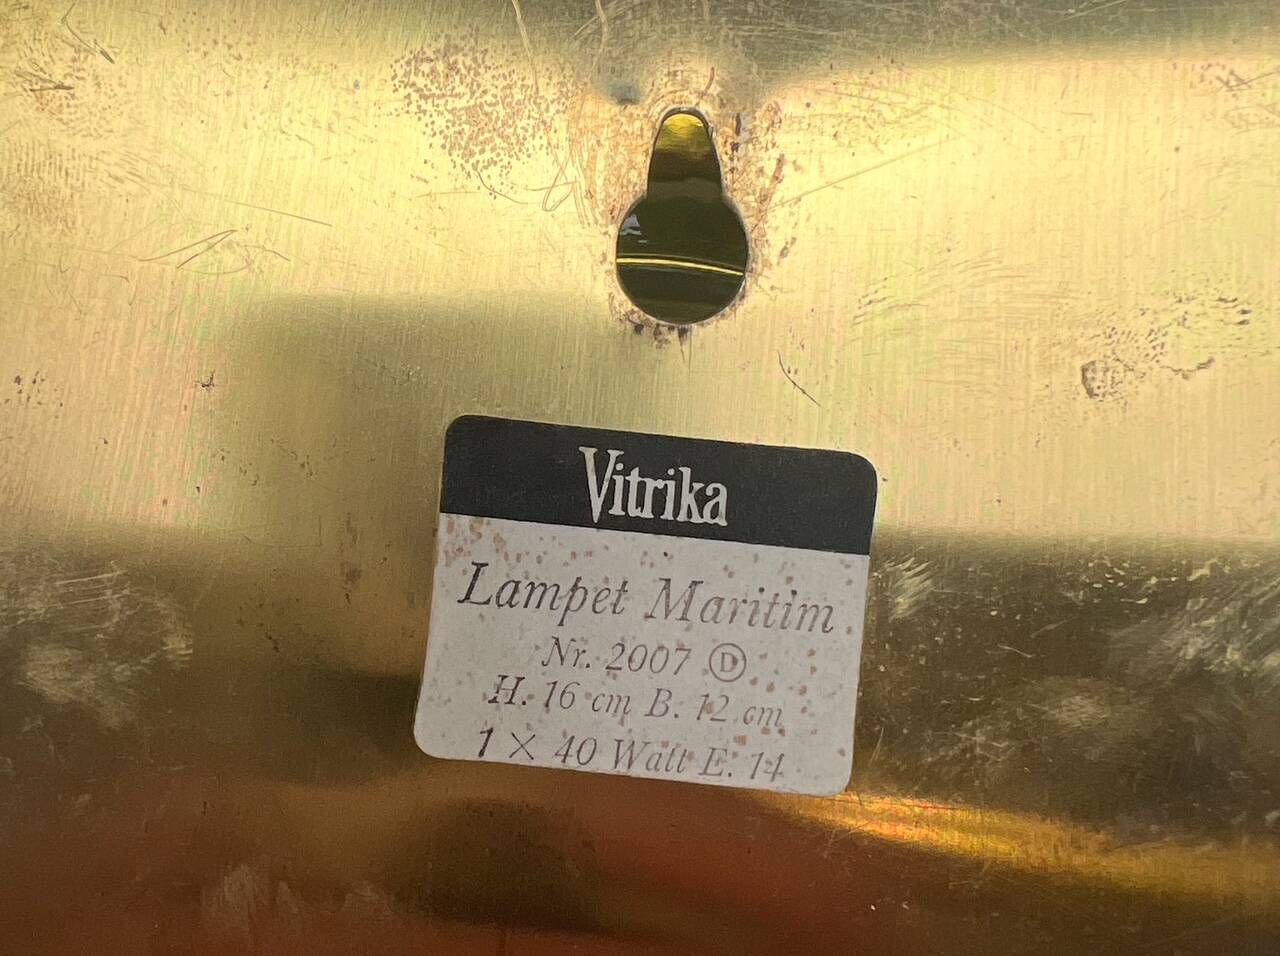 Vitrika
Lampet Maritim
Nr. 2007 Ⓓ
H. 16 cm B. 12 cm
1 × 40 Watt E. 14